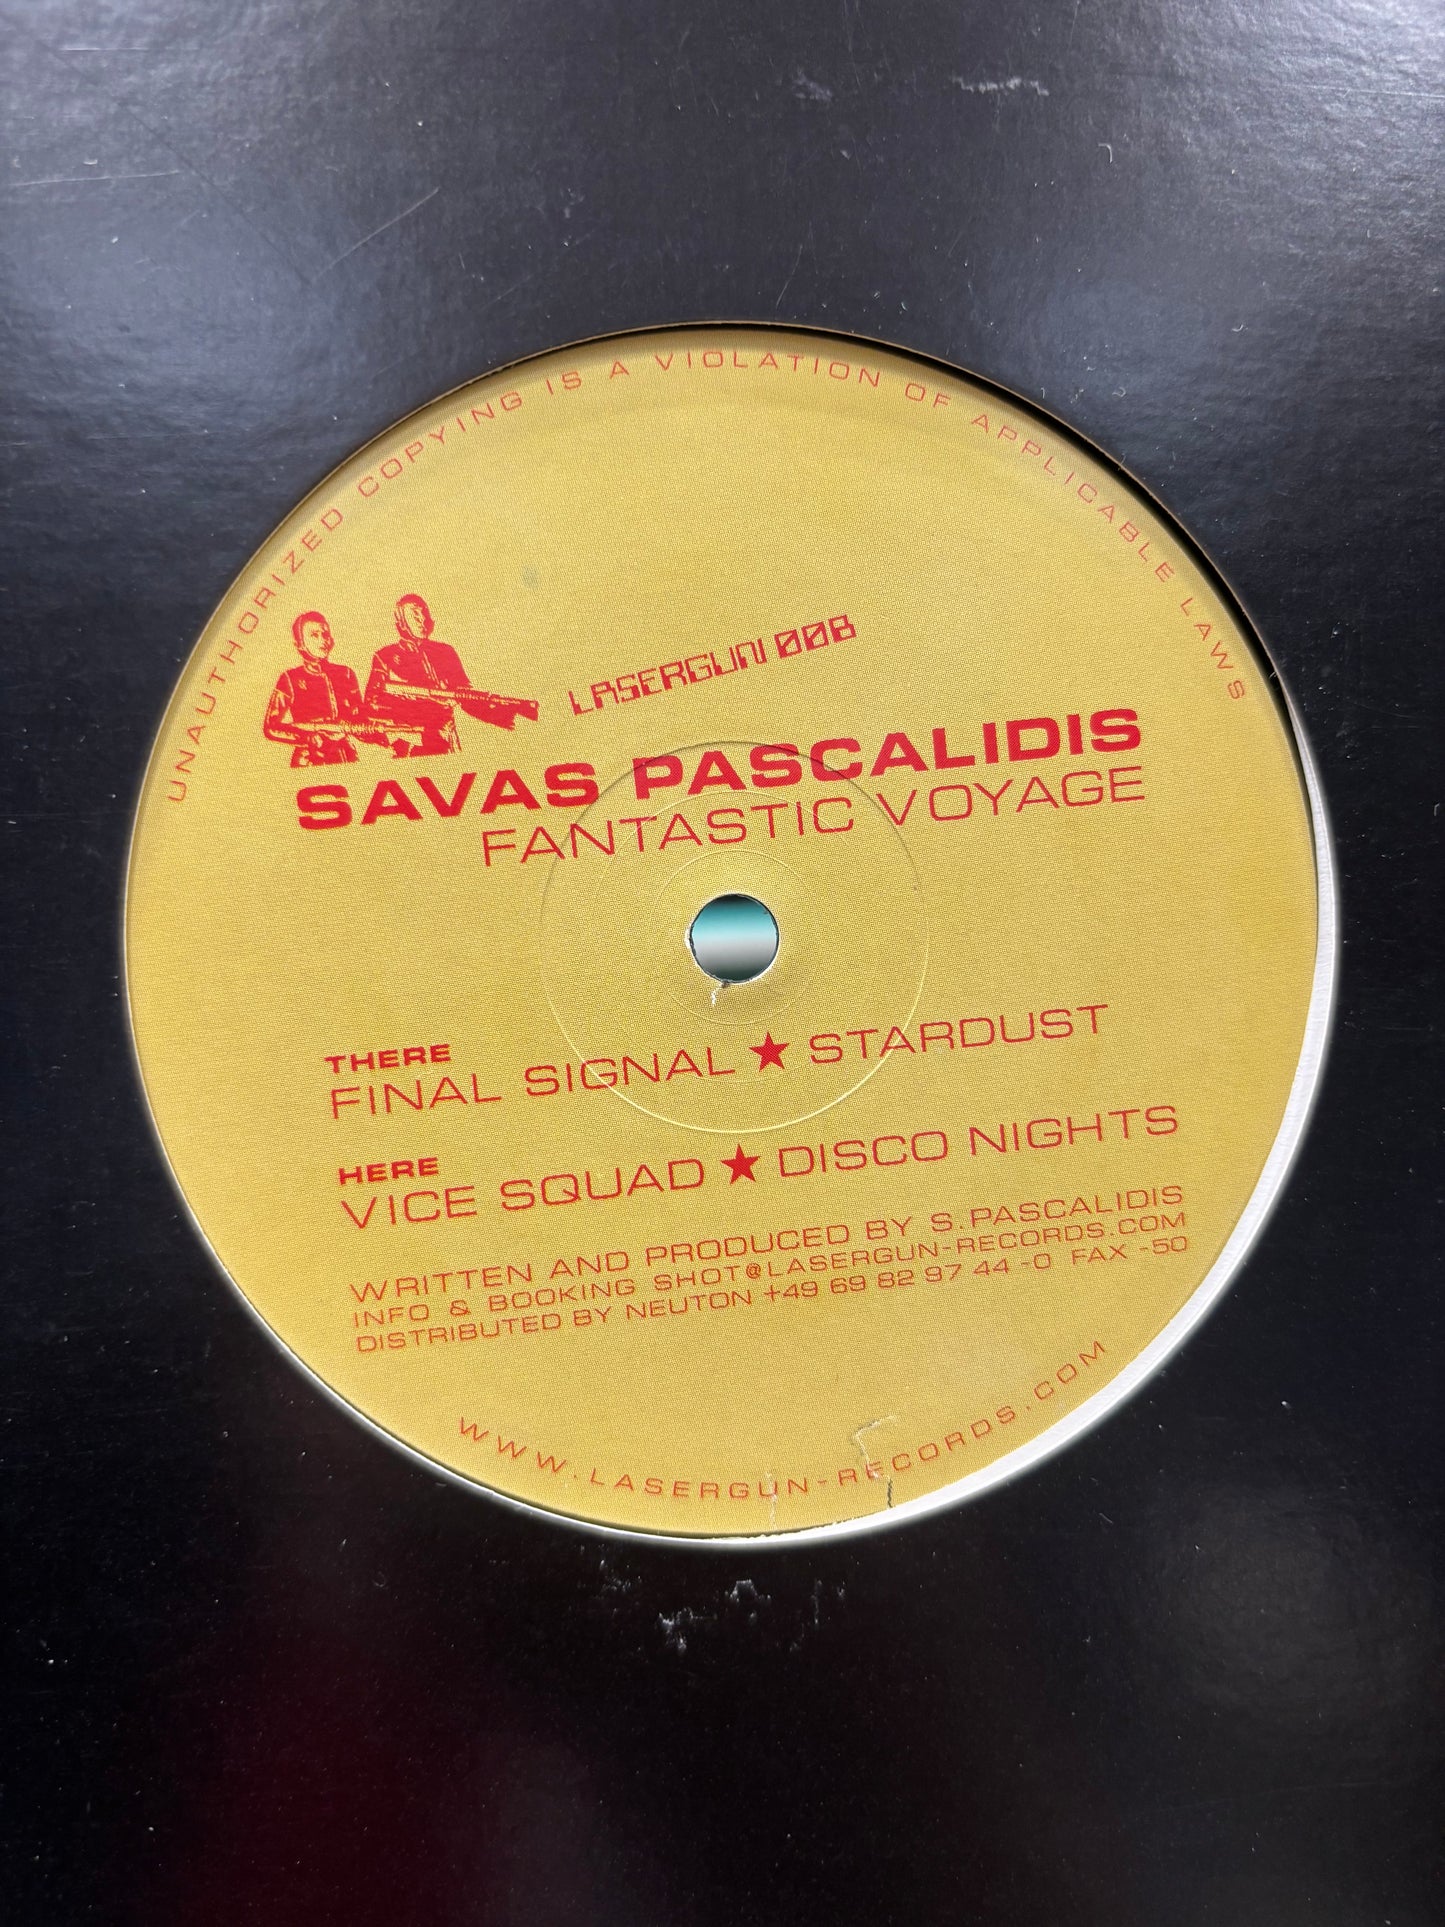 UNAUTHORIZED COPYING IS A VIOLATION OF APPLICABLE LAWS
LASERGUN 008
SAVAS PASCALIDIS
FANTASTIC VOYAGE
THERE
FINAL SIGNAL ★ STARDUST
HERE
VICE SQUAD ★ DISCO NIGHTS
WRITTEN AND PRODUCED BY S.PASCALIDIS
INFO & BOOKING SHOT@LASERGUN-RECORDS.COM
DISTRIBUTED BY NEUTON +49 69 82 97 44 -0 FAX -50
WWW.LASERGUN-RECORDS.COM